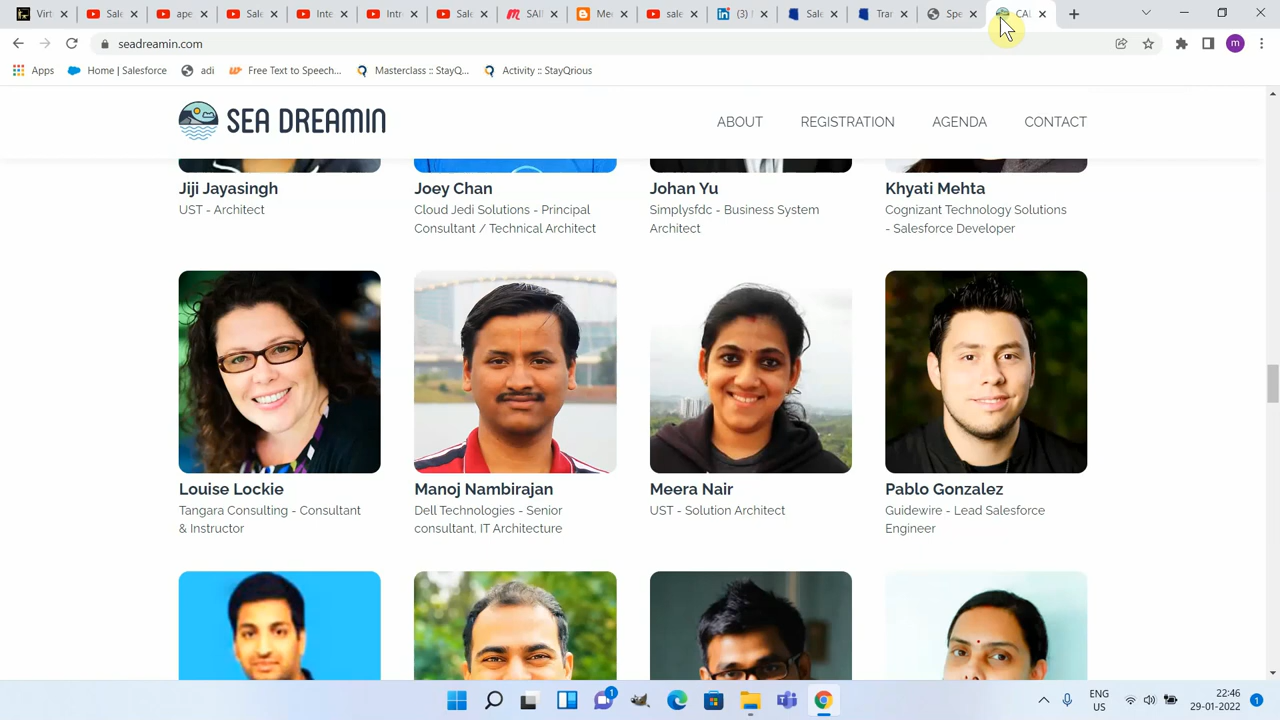 Virt
Sale
ape
Sale
Inte
Intr
Sale
SAI
Me
sale
(3)
Sale
Trar
Spe
CAL
seadreamin.com
m
Apps
Home | Salesforce
adi
Free Text to Speech...
Masterclass :: StayQ...
Activity :: StayQrious
SEA DREAMIN
ABOUT
REGISTRATION
AGENDA
CONTACT
Jiji Jayasingh
UST - Architect
Joey Chan
Cloud Jedi Solutions - Principal
Consultant / Technical Architect
Johan Yu
Simplysfdc - Business System
Architect
Khyati Mehta
Cognizant Technology Solutions
- Salesforce Developer
Louise Lockie
Tangara Consulting - Consultant
& Instructor
Manoj Nambirajan
Dell Technologies - Senior
consultant, IT Architecture
Meera Nair
UST - Solution Architect
Pablo Gonzalez
Guidewire - Lead Salesforce
Engineer
1
ENG
US
22:46
29-01-2022
1